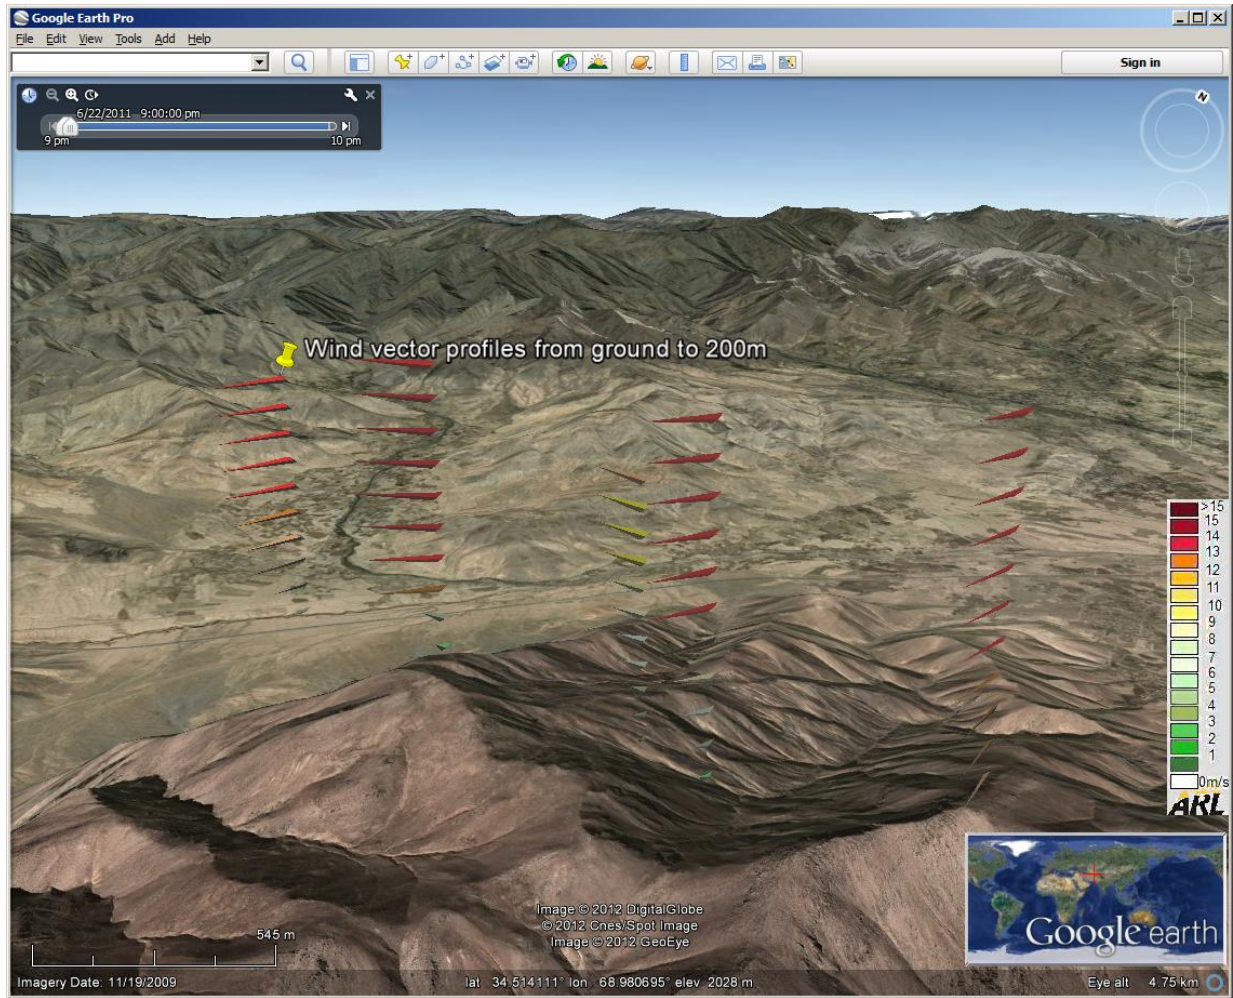 Google Earth Pro
File Edit View Tools Add Help
Sign in
6/22/2011 9:00:00 pm
9 pm 10 pm
N
Wind vector profiles from ground to 200m
>15
15
14
13
12
11
10
9
8
7
6
5
4
3
2
1
0m/s
ARL
Google earth
Image © 2012 DigitalGlobe
© 2012 Cnes/Spot Image
Image © 2012 GeoEye
545 m
Imagery Date: 11/19/2009 lat 34.514111° lon 68.980695° elev 2028 m Eye alt 4.75 km